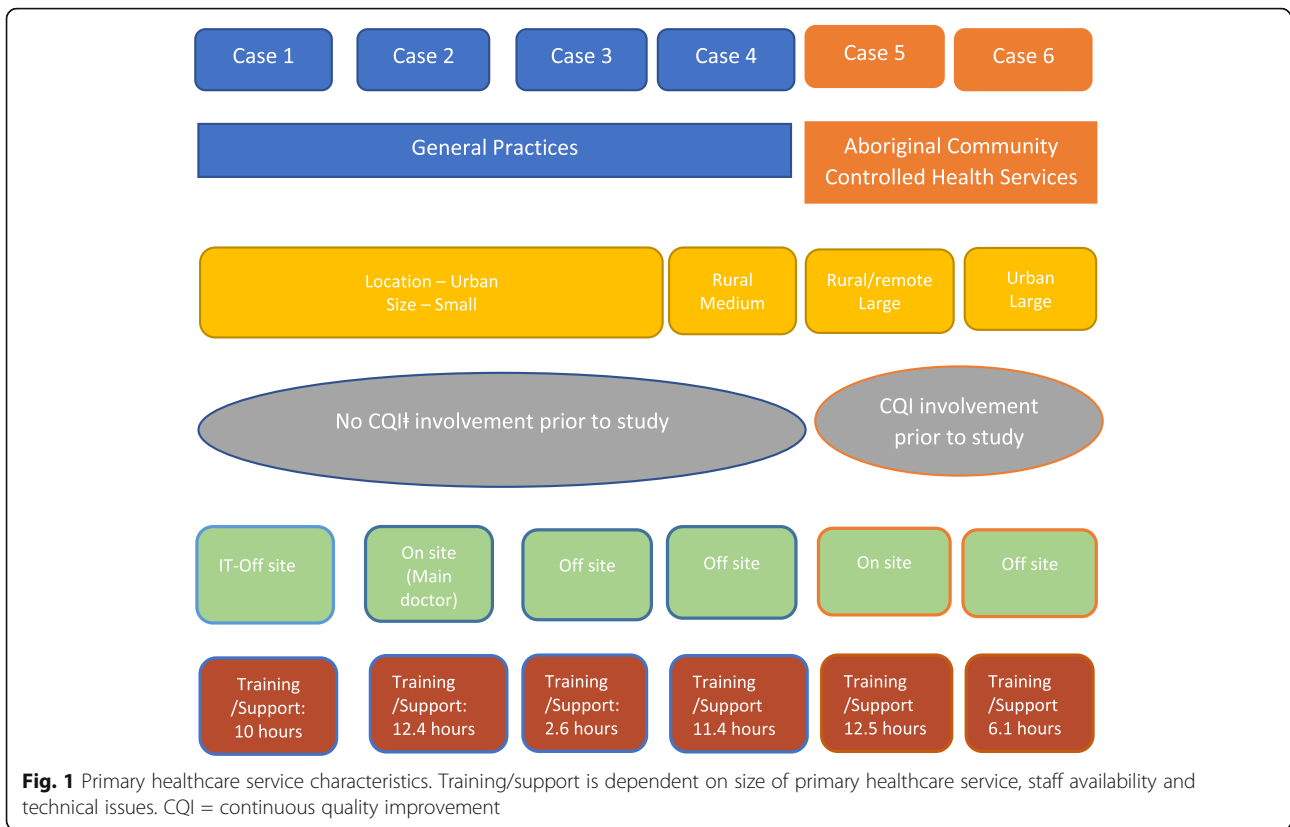 Case 1
Case 2
Case 3
Case 4
Case 5
Case 6
General Practices
Aboriginal Community
Controlled Health Services
Location – Urban
Size – Small
Rural
Medium
Rural/remote
Large
Urban
Large
No CQIǂ involvement prior to study
CQI involvement
prior to study
IT-Off site
On site
(Main
doctor)
Off site
Off site
On site
Off site
Training
/Support:
10 hours
Training
/Support:
12.4 hours
Training
/Support:
2.6 hours
Training
/Support
11.4 hours
Training
/Support
12.5 hours
Training
/Support
6.1 hours
Fig. 1 Primary healthcare service characteristics. Training/support is dependent on size of primary healthcare service, staff availability and
technical issues. CQI = continuous quality improvement